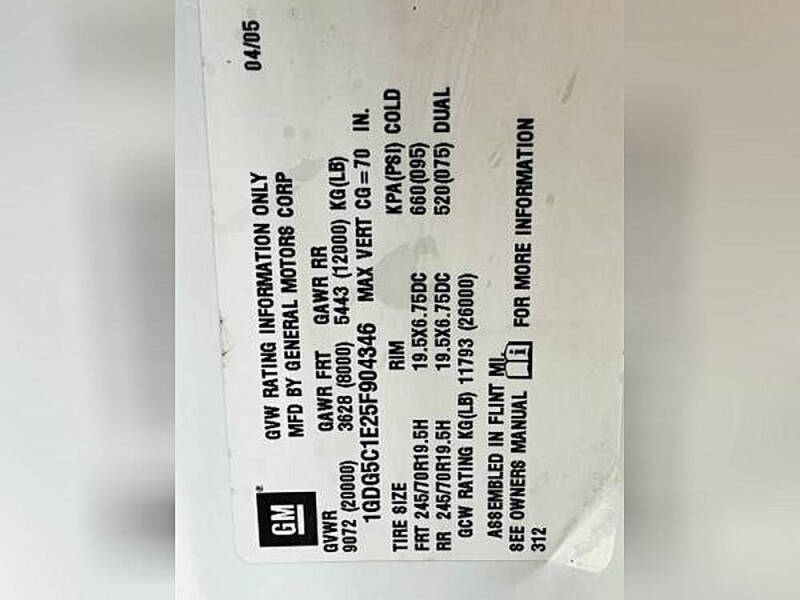 GM
04/05
GVW RATING INFORMATION ONLY
MFD BY GENERAL MOTORS CORP
GVWR GAWR FRT GAWR RR
9072 (20000) 3628 (8000) 5443 (12000) KG(LB)
1GDG5C1E25F904346 MAX VERT CG=70 IN.
TIRE SIZE RIM KPA(PSI) COLD
FRT 245/70R19.5H 19.5X6.75DC 660(095)
RR 245/70R19.5H 19.5X6.75DC 520(075) DUAL
GCW RATING KG(LB) 11793 (26000)
ASSEMBLED IN FLINT MI.
SEE OWNERS MANUAL i FOR MORE INFORMATION
312